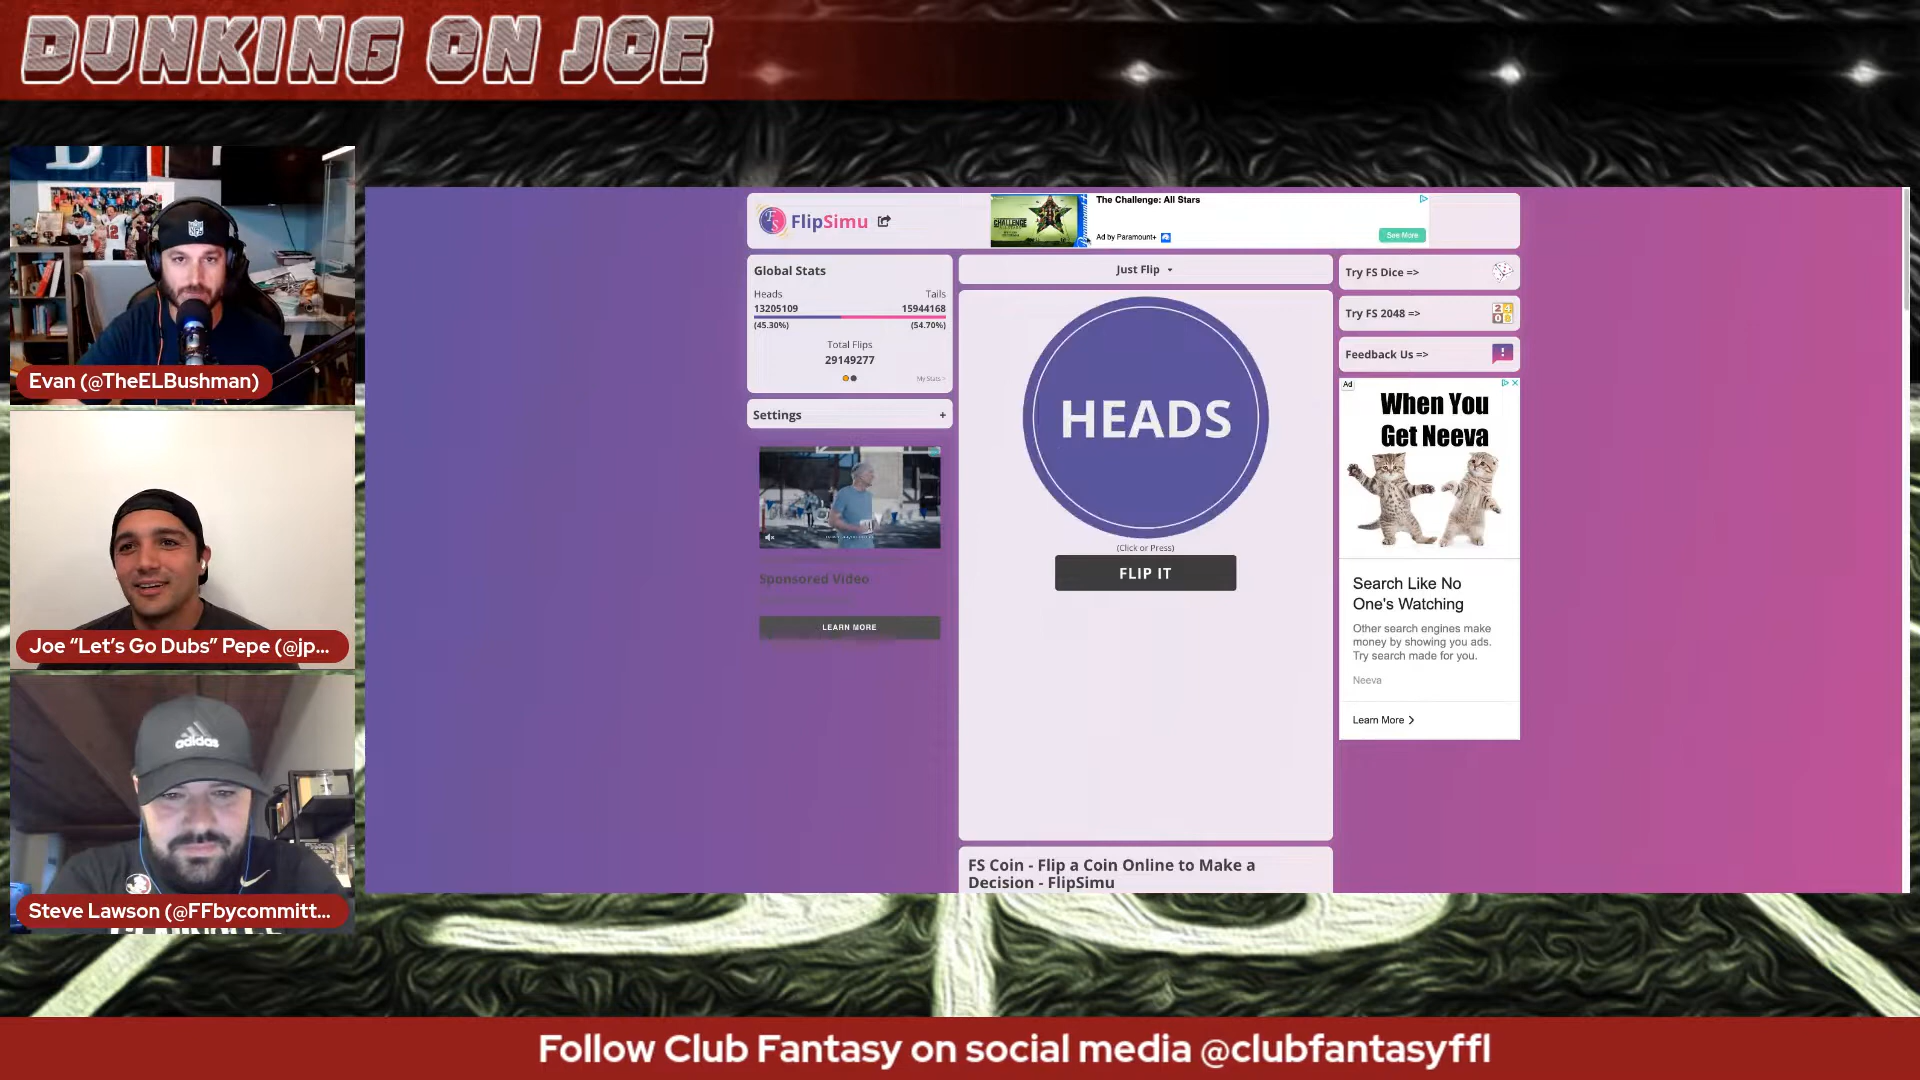 DUNKING ON JOE
Evan (@TheELBushman)
Joe “Let’s Go Dubs” Pepe (@jp...
adidas
Steve Lawson (@FFbycommitt...
FlipSimu
The Challenge: All Stars
Ad by Paramount+
See More
Global Stats
Heads
Tails
13205109
15944168
(45.30%)
(54.70%)
Total Flips
29149277
My Stats >
Settings
+
Sponsored Video
LEARN MORE
Just Flip
HEADS
(Click or Press)
FLIP IT
FS Coin - Flip a Coin Online to Make a
Decision - FlipSimu
Try FS Dice =>
Try FS 2048 =>
Feedback Us =>
Ad
When You
Get Neeva
Search Like No
One's Watching
Other search engines make
money by showing you ads.
Try search made for you.
Neeva
Learn More >
Follow Club Fantasy on social media @clubfantasyffl